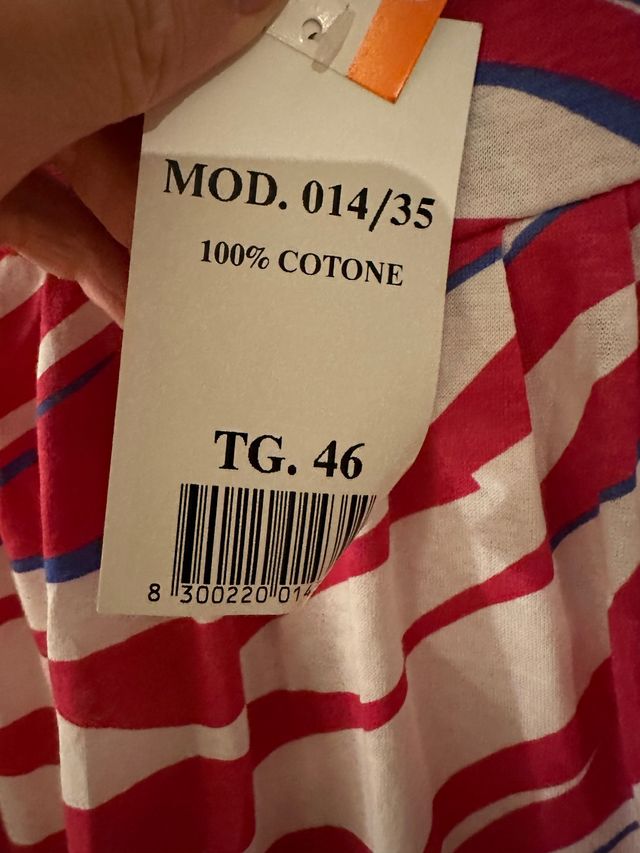 MOD. 014/35
100% COTONE
TG. 46
8 300220 014